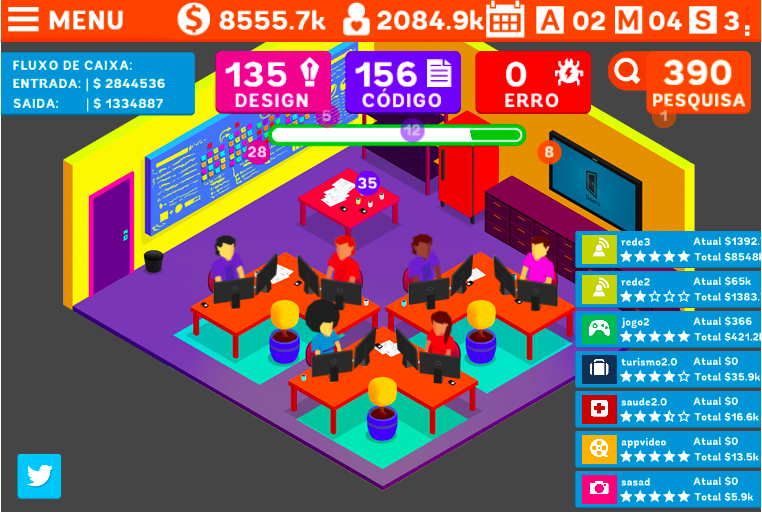 MENU 8555.7k 2084.9k A 02 M 04 S 3
FLUXO DE CAIXA:
ENTRADA: | $ 2844536
SAIDA: | $ 1334887
135 DESIGN
156 CÓDIGO
0 ERRO
390 PESQUISA
5
12
1
28
8
35
rede3 Atual $1392.
Total $8548k
rede2 Atual $65k
Total $1383.
jogo2 Atual $366
Total $421.2k
turismo2.0 Atual $0
Total $35.9k
saude2.0 Atual $0
Total $16.6k
appvideo Atual $0
Total $13.5k
sasad Atual $0
Total $5.9k